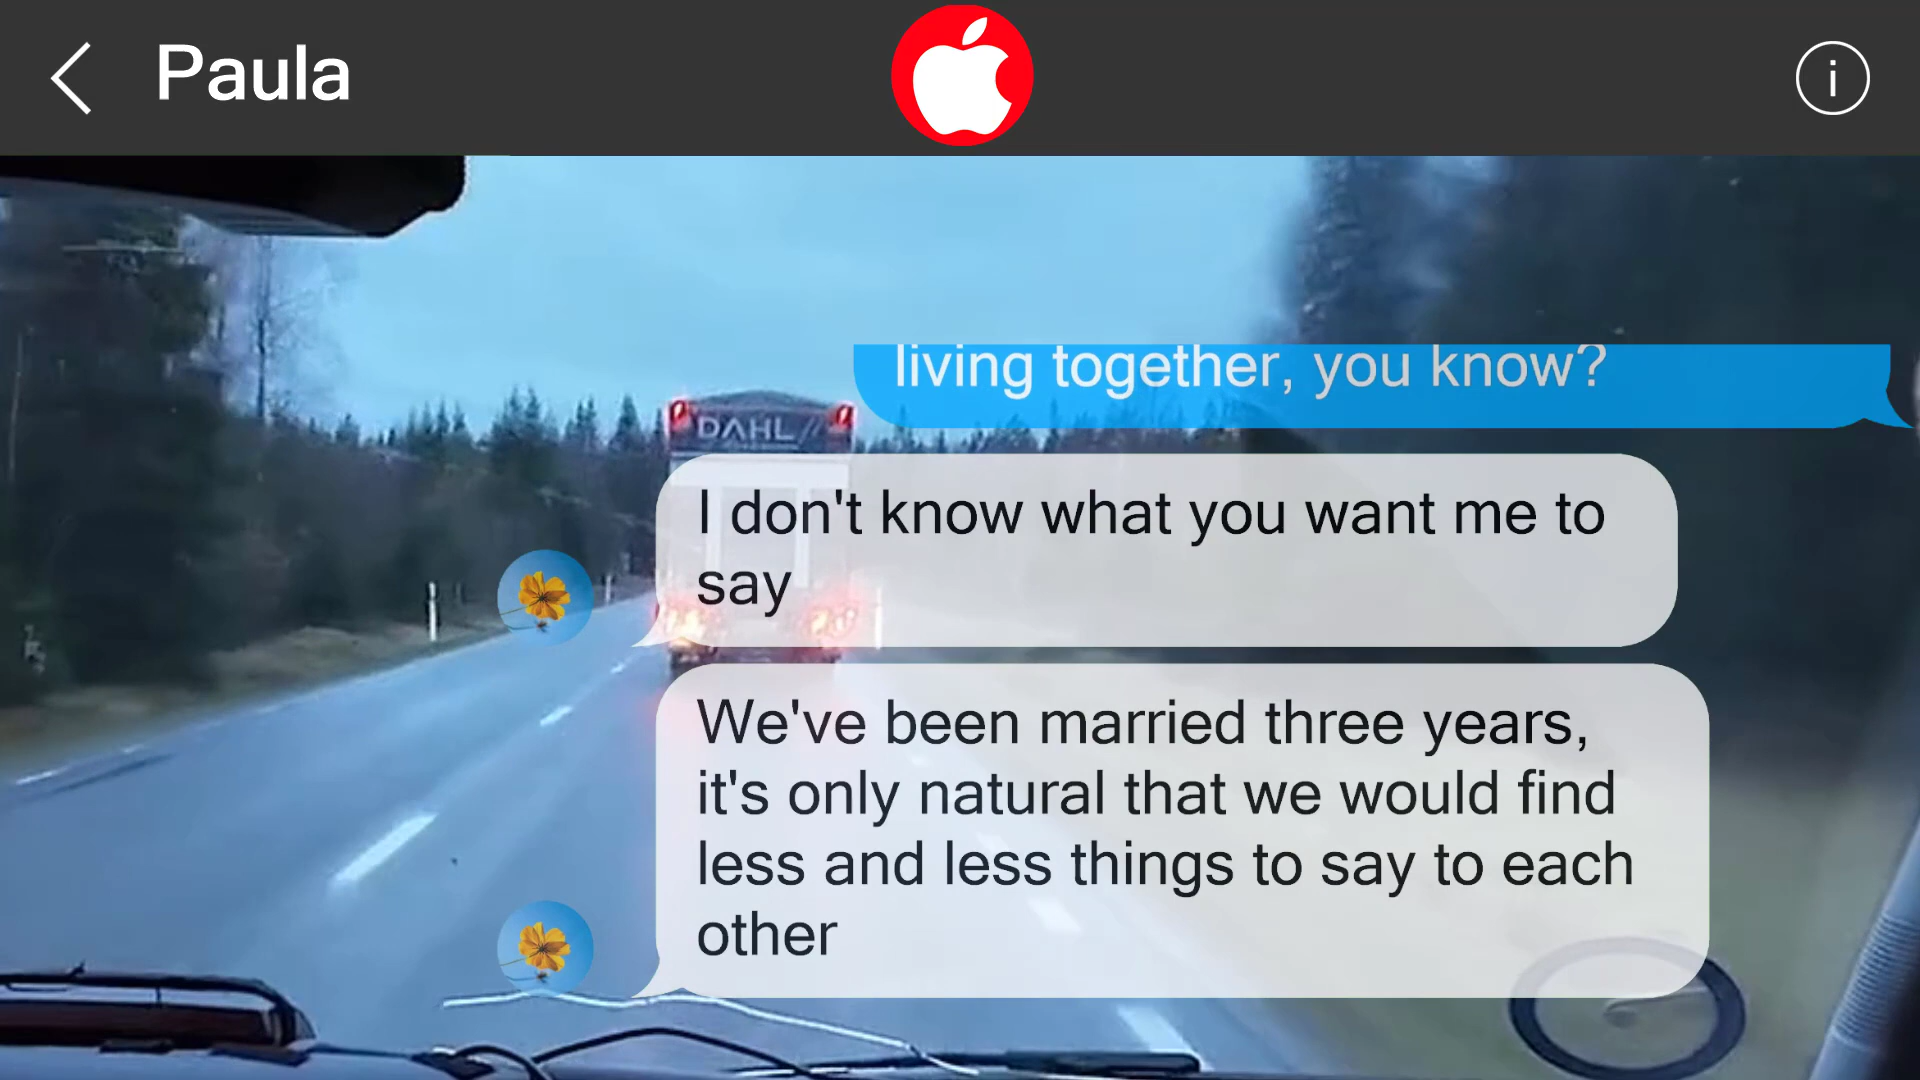 Paula
living together, you know?
DAHL//
I don't know what you want me to
say
We've been married three years,
it's only natural that we would find
less and less things to say to each
other